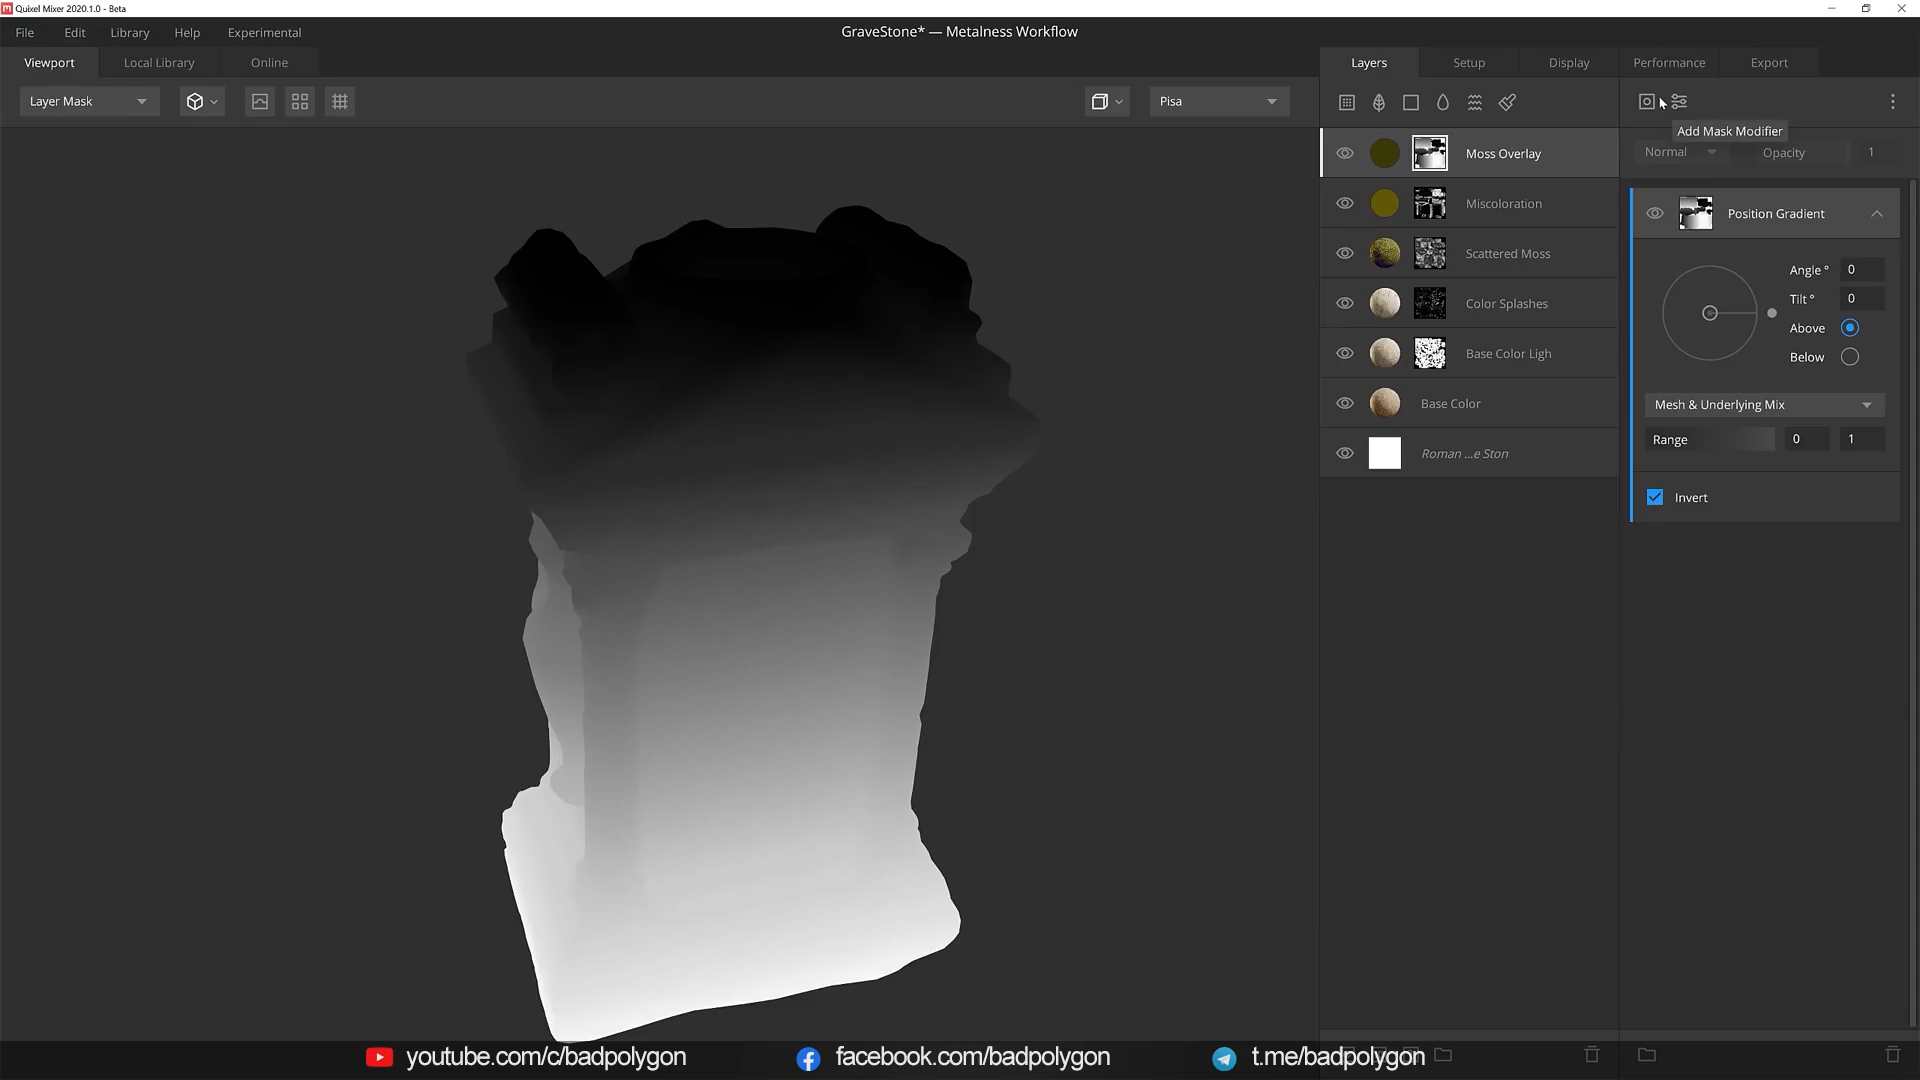 Quixel Mixer 2020.1.0 - Beta
File Edit Library Help Experimental
GraveStone* — Metalness Workflow
Viewport Local Library Online
Layers Setup Display Performance Export
Layer Mask
Pisa
Add Mask Modifier
Normal Opacity 1
Moss Overlay
Miscoloration
Scattered Moss
Color Splashes
Base Color Ligh
Base Color
Roman ...e Ston
Position Gradient
Angle ° 0
Tilt ° 0
Above
Below
Mesh & Underlying Mix
Range 0 1
Invert
youtube.com/c/badpolygon
facebook.com/badpolygon
t.me/badpolygon